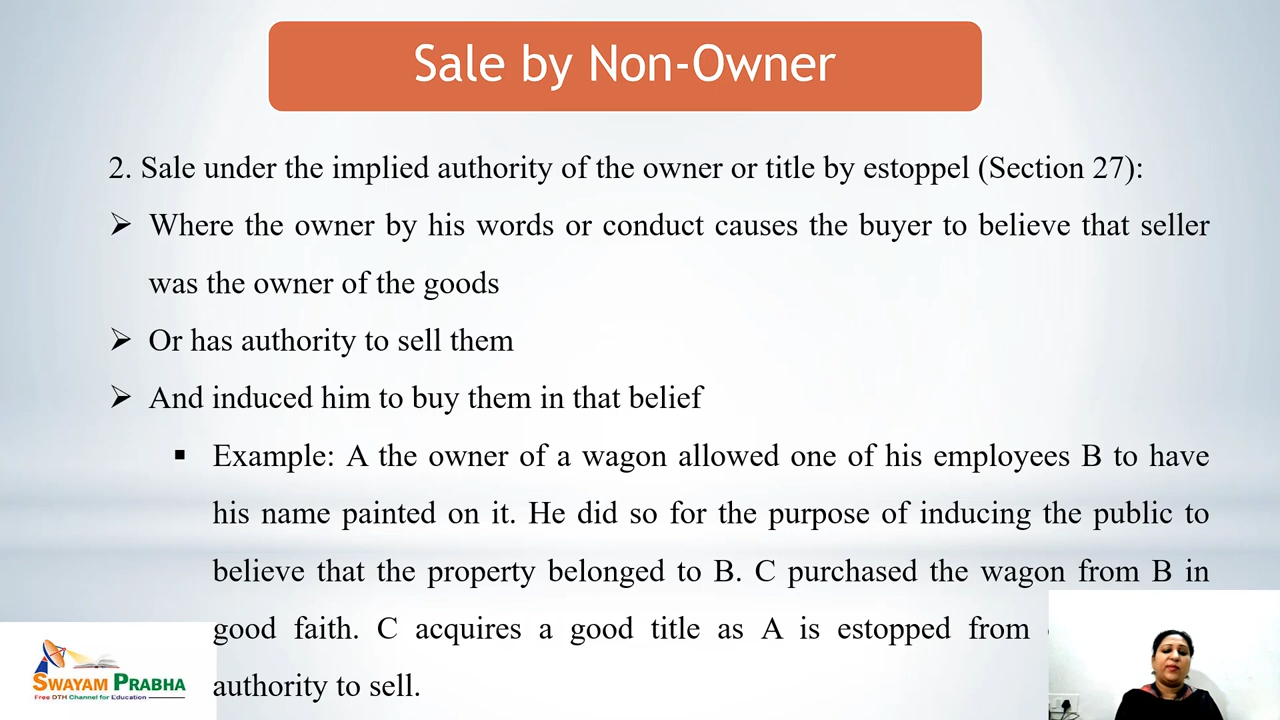 Sale by Non-Owner
2. Sale under the implied authority of the owner or title by estoppel (Section 27):
➢ Where the owner by his words or conduct causes the buyer to believe that seller
was the owner of the goods
➢ Or has authority to sell them
➢ And induced him to buy them in that belief
▪ Example: A the owner of a wagon allowed one of his employees B to have
his name painted on it. He did so for the purpose of inducing the public to
believe that the property belonged to B. C purchased the wagon from B in
good faith. C acquires a good title as A is estopped from
authority to sell.
SWAYAM PRABHA
Free DTH Channel for Education